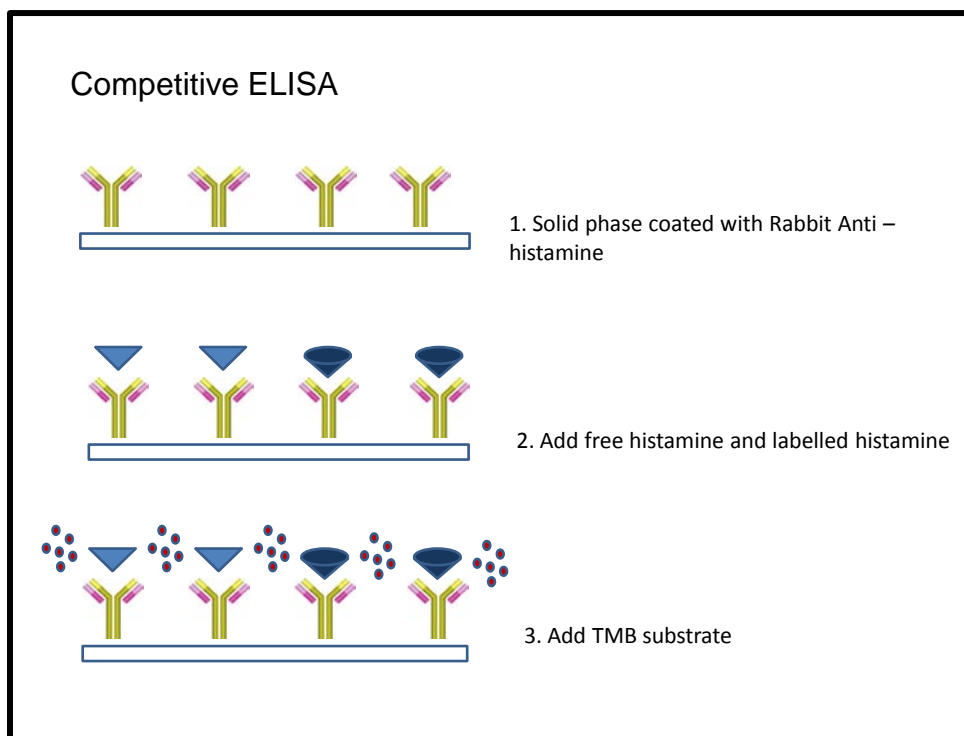 Competitive ELISA
1. Solid phase coated with Rabbit Anti –
histamine
2. Add free histamine and labelled histamine
3. Add TMB substrate